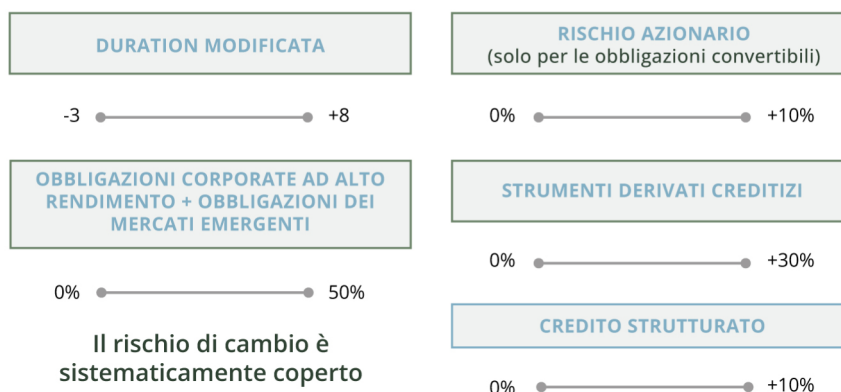 DURATION MODIFICATA
-3
+8
OBBLIGAZIONI CORPORATE AD ALTO
RENDIMENTO + OBBLIGAZIONI DEI
MERCATI EMERGENTI
0%
50%
Il rischio di cambio è
sistematicamente coperto
RISCHIO AZIONARIO
(solo per le obbligazioni convertibili)
0%
+10%
STRUMENTI DERIVATI CREDITIZI
0%
+30%
CREDITO STRUTTURATO
0%
+10%